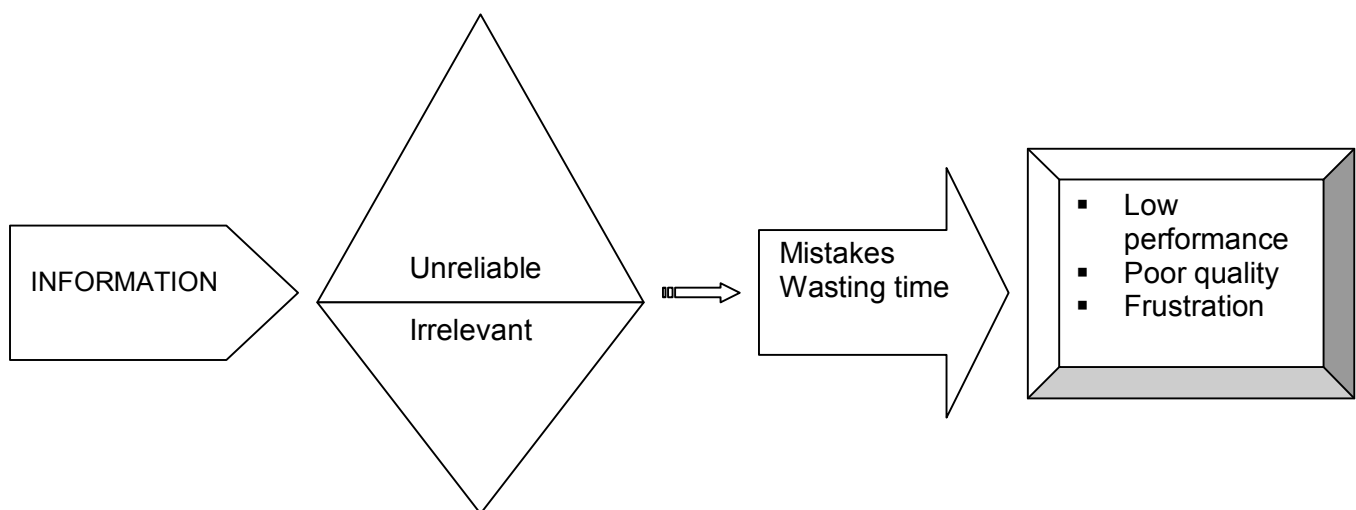 INFORMATION
Unreliable
Irrelevant
Mistakes
Wasting time
▪ Low
performance
▪ Poor quality
▪ Frustration